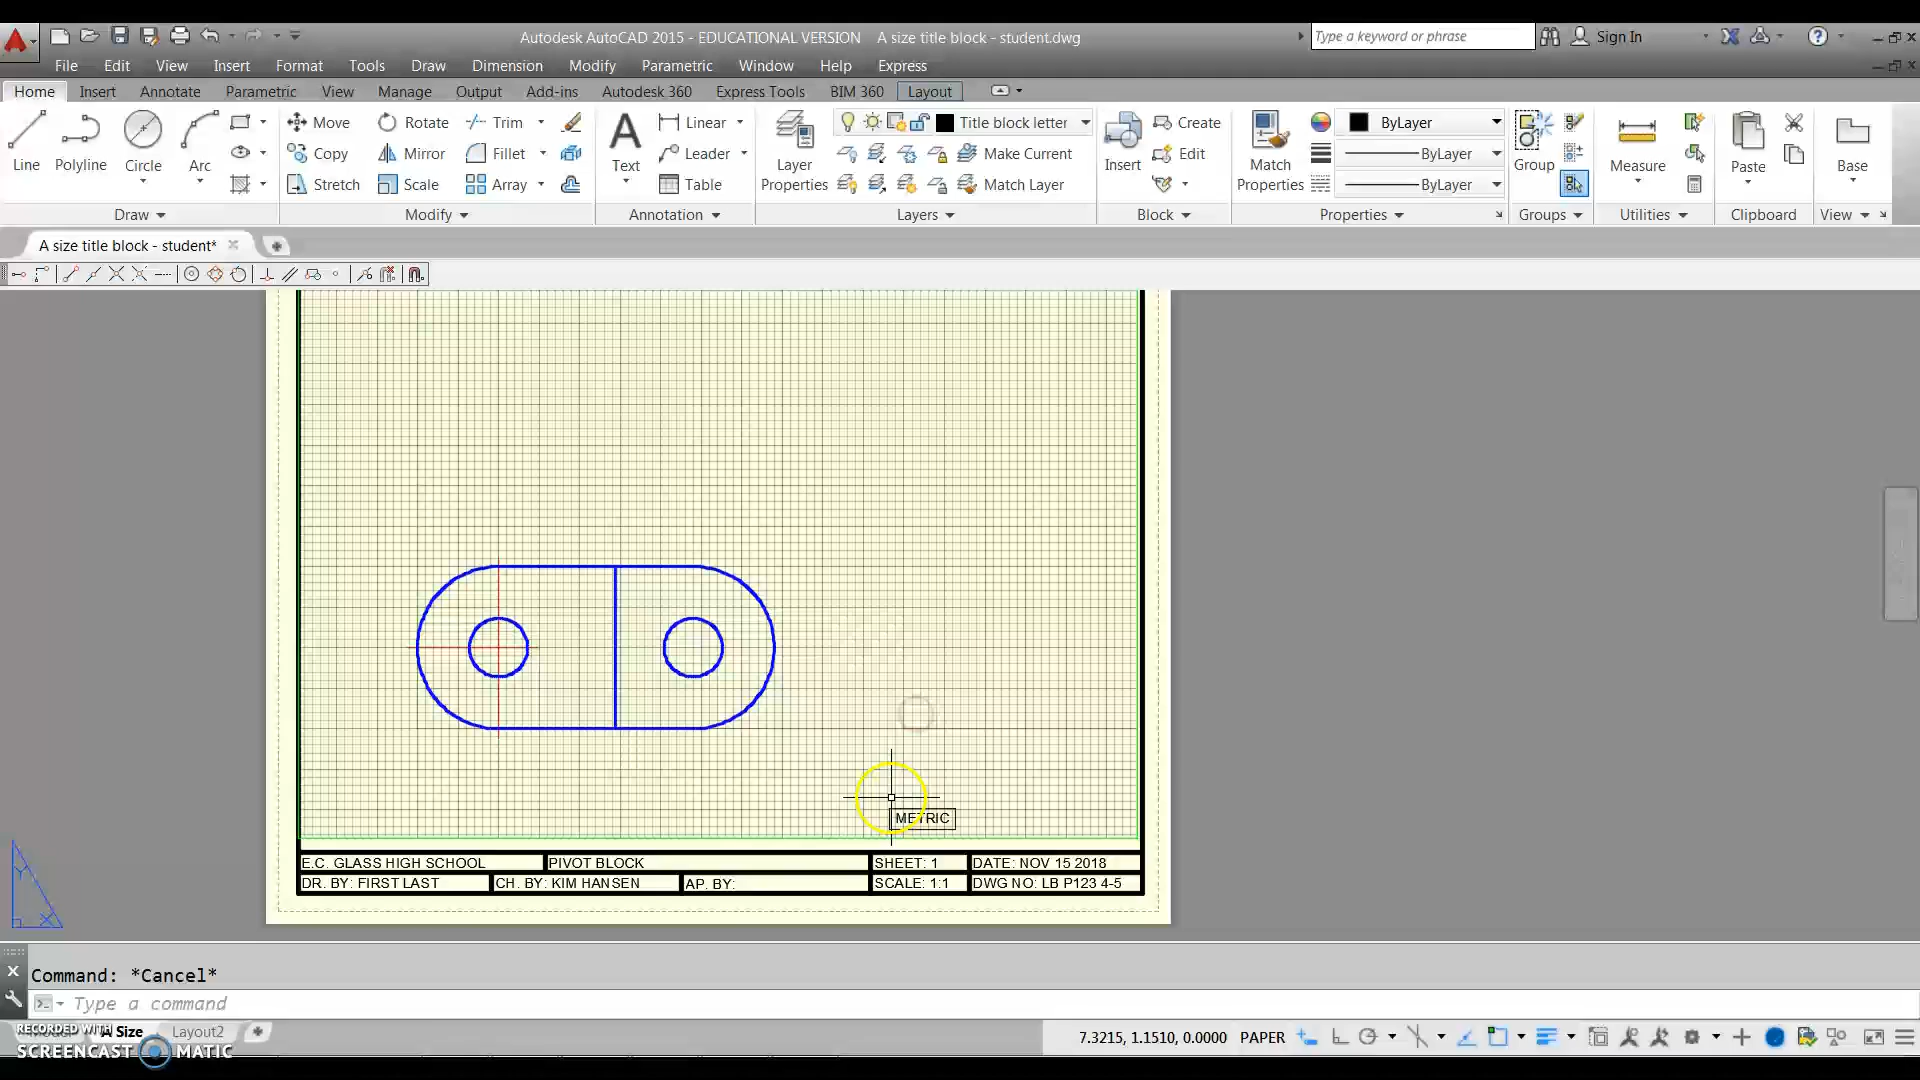 Autodesk AutoCAD 2015 - EDUCATIONAL VERSION A size title block - student.dwg
Type a keyword or phrase
Sign In
File Edit View Insert Format Tools Draw Dimension Modify Parametric Window Help Express
Home Insert Annotate Parametric View Manage Output Add-ins Autodesk 360 Express Tools BIM 360 Layout
Move Rotate Trim Linear Title block letter Create ByLayer
Line Polyline Circle Arc Copy Mirror Fillet Text Leader Layer Properties Make Current Insert Edit Match Properties ByLayer Group Measure Paste Base
Stretch Scale Array Table Match Layer ByLayer
Draw Modify Annotation Layers Block Properties Groups Utilities Clipboard View
A size title block - student*
METRIC
E.C. GLASS HIGH SCHOOL PIVOT BLOCK SHEET: 1 DATE: NOV 15 2018
DR. BY: FIRST LAST CH. BY: KIM HANSEN AP. BY: SCALE: 1:1 DWG NO: LB P123 4-5
Command: *Cancel*
Type a command
A Size Layout2
RECORDED WITH
SCREENCAST MATIC
7.3215, 1.1510, 0.0000 PAPER